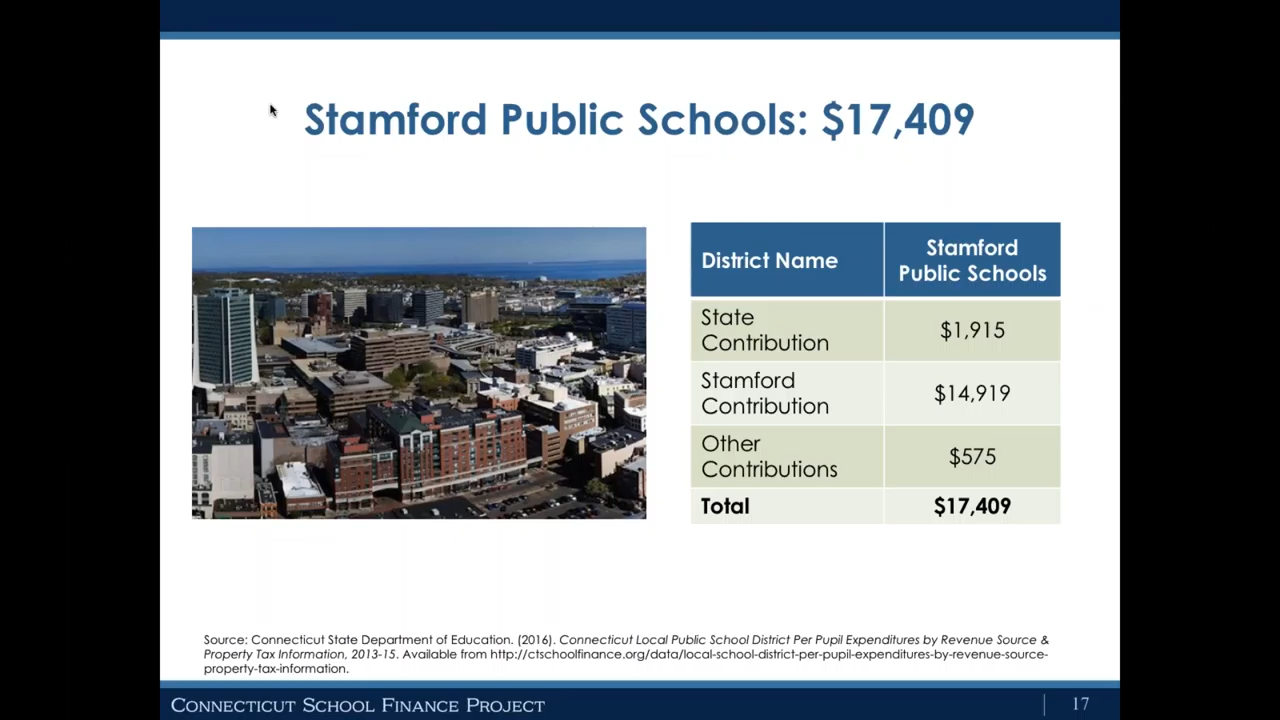 Stamford Public Schools: $17,409
District Name
Stamford
Public Schools
State
Contribution
$1,915
Stamford
Contribution
$14,919
Other
Contributions
$575
Total
$17,409
Source: Connecticut State Department of Education. (2016). Connecticut Local Public School District Per Pupil Expenditures by Revenue Source &
Property Tax Information, 2013-15. Available from http://ctschoolfinance.org/data/local-school-district-per-pupil-expenditures-by-revenue-source-
property-tax-information.
CONNECTICUT SCHOOL FINANCE PROJECT
17